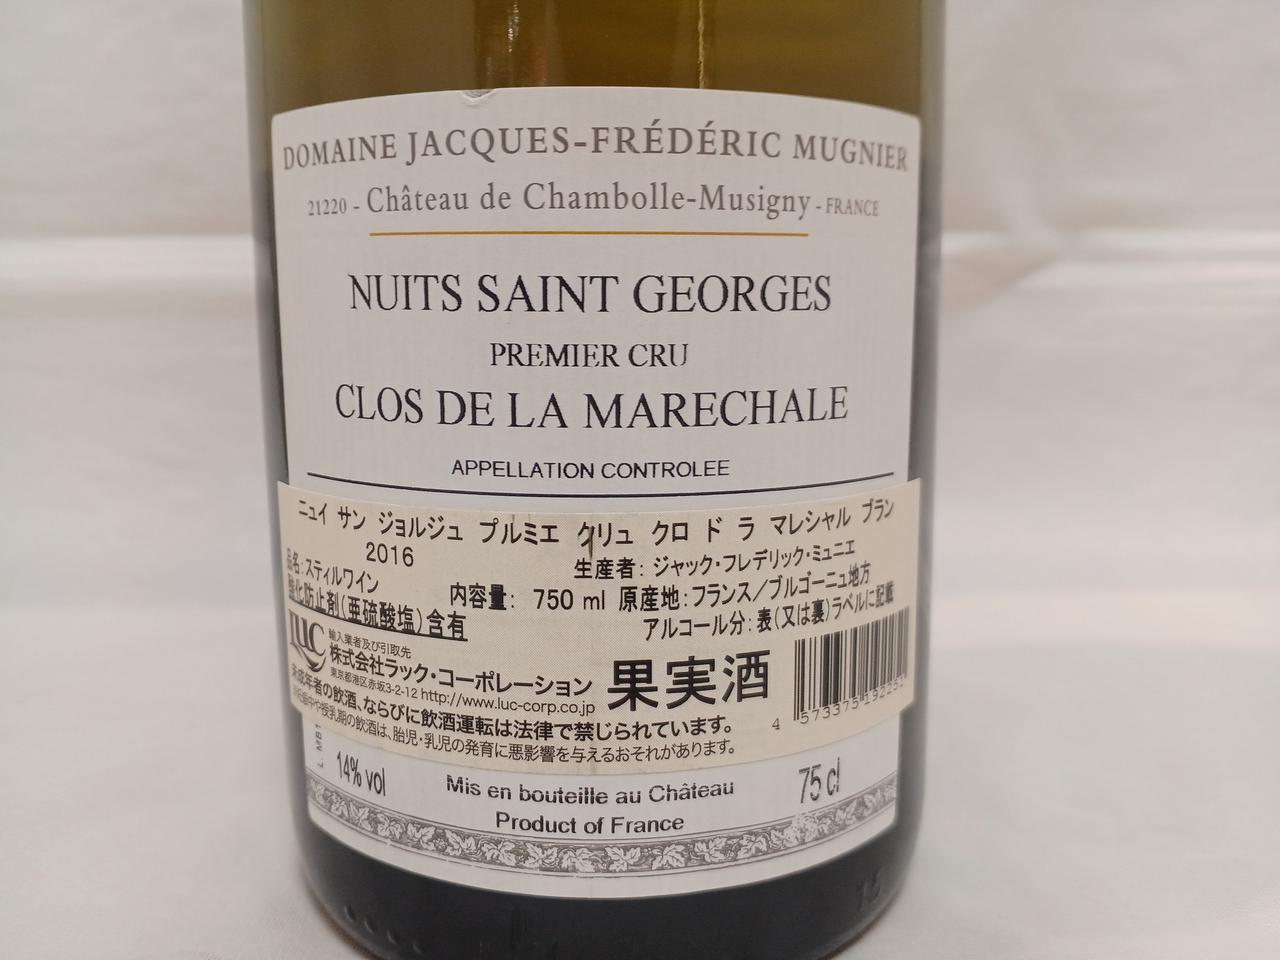 DOMAINE JACQUES-FRÉDÉRIC MUGNIER
21220 - Château de Chambolle-Musigny - FRANCE
NUITS SAINT GEORGES
PREMIER CRU
CLOS DE LA MARECHALE
APPELLATION CONTROLEE
ニュイ サン ジョルジュ プルミエ クリュ クロ ド ラ マレシャル ブラン
2016
生産者: ジャック・フレデリック・ミュニエ
品名: スティルワイン
内容量: 750 ml 原産地: フランス/ブルゴーニュ地方
酸化防止剤(亜硫酸塩)含有
アルコール分: 表(又は裏)ラベルに記載
luc
輸入業者及び引取先
株式会社ラック・コーポレーション
東京都港区赤坂3-2-12 http://www.luc-corp.co.jp
果実酒
4 573375 192252
未成年者の飲酒、ならびに飲酒運転は法律で禁じられています。
妊娠中や授乳期の飲酒は、胎児・乳児の発育に悪影響を与えるおそれがあります。
14% vol
Mis en bouteille au Château
75 cl
Product of France
15